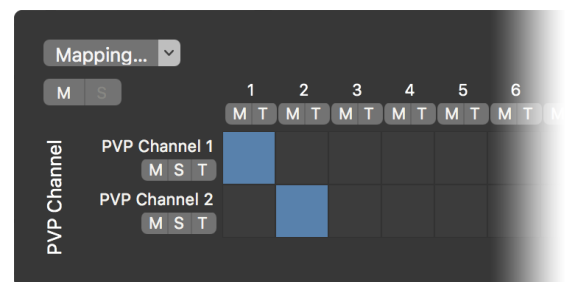 Mapping...
M S
1 2 3 4 5 6
M T M T M T M T M T M T M
PVP Channel 1
M S T
PVP Channel 2
M S T
PVP Channel